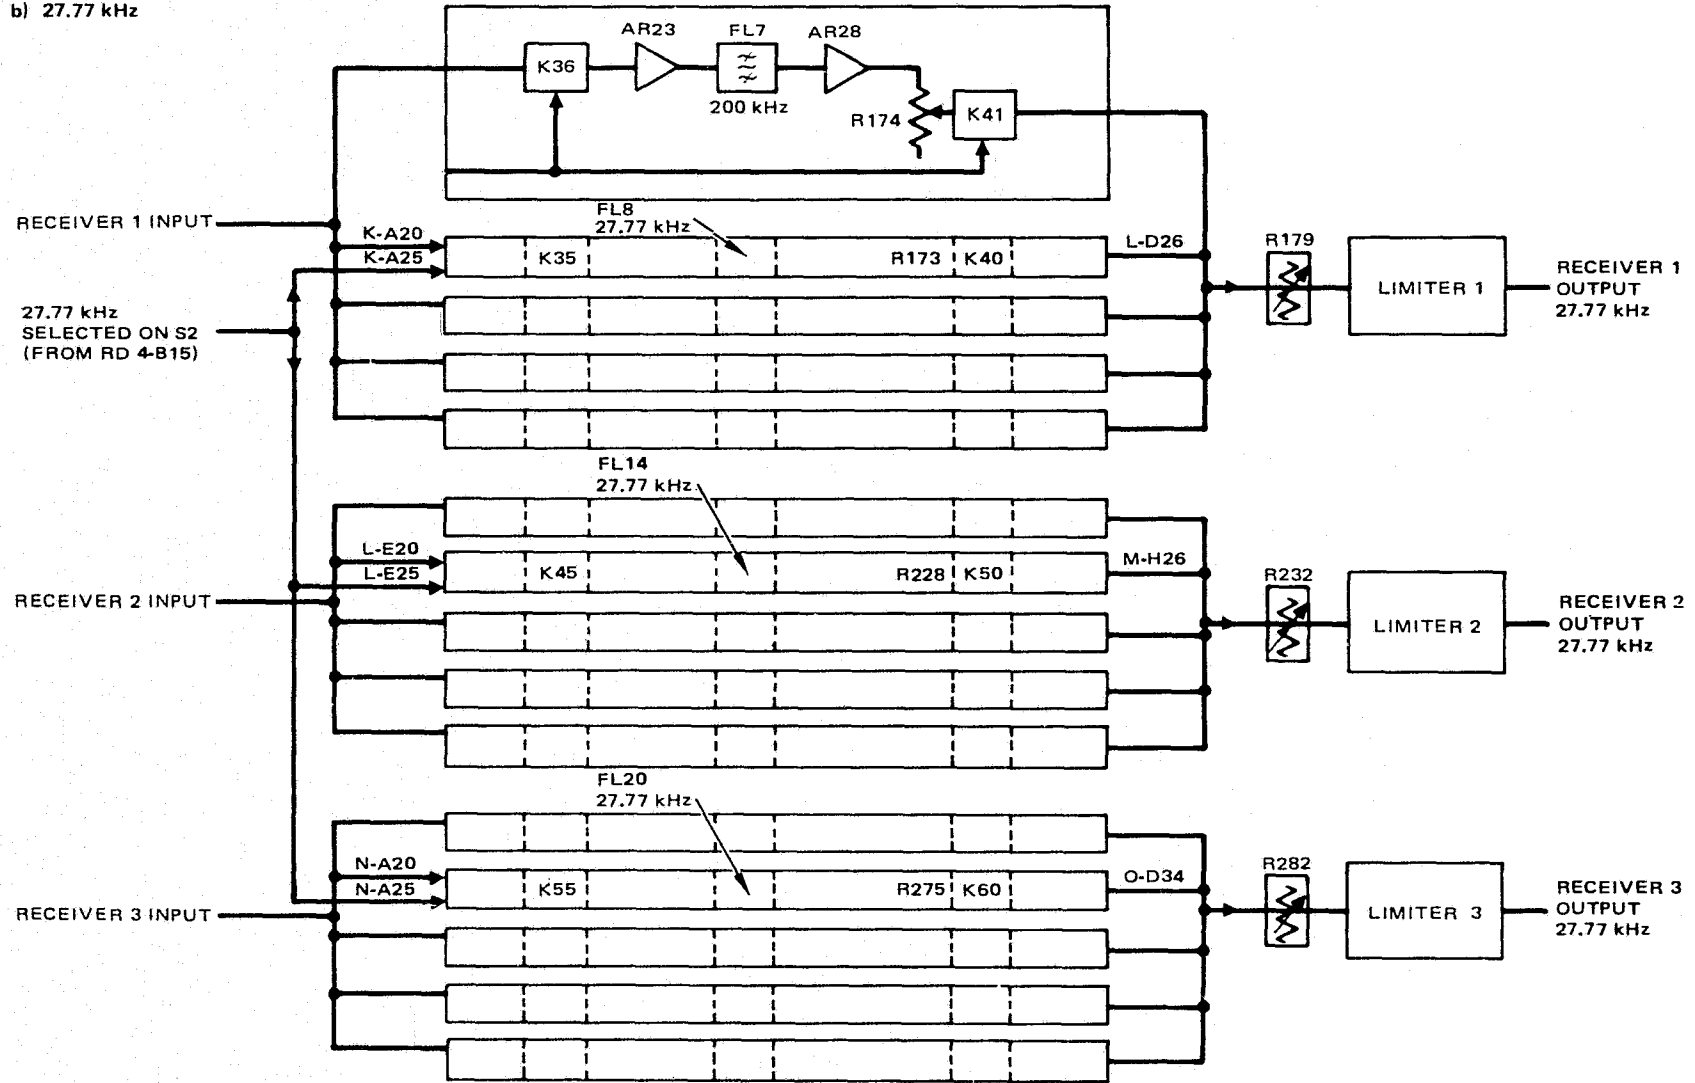 b) 27.77 kHz
AR23
FL7
AR28
K36
200 kHz
R174
K41
RECEIVER 1 INPUT
FL8
27.77 kHz
K-A20
K-A25
K35
R173
K40
L-D26
R179
LIMITER 1
RECEIVER 1
OUTPUT
27.77 kHz
27.77 kHz
SELECTED ON S2
(FROM RD 4-B15)
FL14
27.77 kHz
L-E20
L-E25
K45
R228
K50
M-H26
RECEIVER 2 INPUT
R232
LIMITER 2
RECEIVER 2
OUTPUT
27.77 kHz
FL20
27.77 kHz
N-A20
N-A25
K55
R275
K60
O-D34
RECEIVER 3 INPUT
R282
LIMITER 3
RECEIVER 3
OUTPUT
27.77 kHz